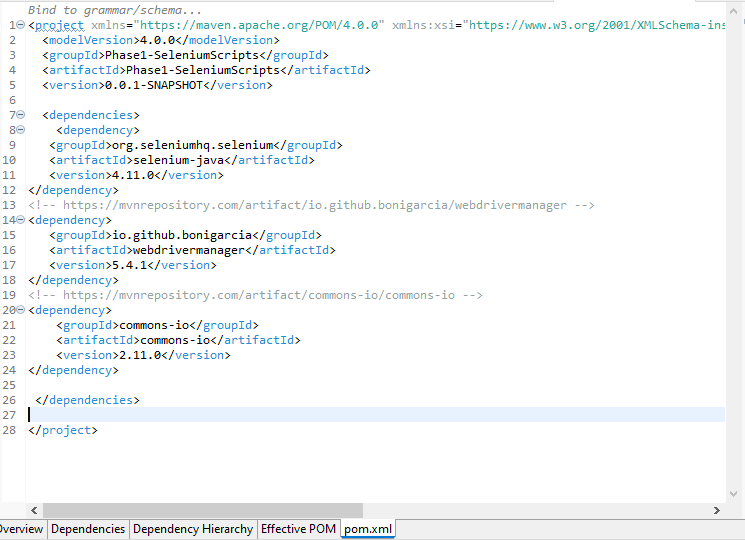 Bind to grammar/schema...
1 <project xmlns="https://maven.apache.org/POM/4.0.0" xmlns:xsi="https://www.w3.org/2001/XMLSchema-ins
2 <modelVersion>4.0.0</modelVersion>
3 <groupId>Phase1-SeleniumScripts</groupId>
4 <artifactId>Phase1-SeleniumScripts</artifactId>
5 <version>0.0.1-SNAPSHOT</version>
6
7 <dependencies>
8 <dependency>
9 <groupId>org.seleniumhq.selenium</groupId>
10 <artifactId>selenium-java</artifactId>
11 <version>4.11.0</version>
12 </dependency>
13 <!-- https://mvnrepository.com/artifact/io.github.bonigarcia/webdrivermanager -->
14 <dependency>
15 <groupId>io.github.bonigarcia</groupId>
16 <artifactId>webdrivermanager</artifactId>
17 <version>5.4.1</version>
18 </dependency>
19 <!-- https://mvnrepository.com/artifact/commons-io/commons-io -->
20 <dependency>
21 <groupId>commons-io</groupId>
22 <artifactId>commons-io</artifactId>
23 <version>2.11.0</version>
24 </dependency>
25
26 </dependencies>
27
28 </project>
Overview Dependencies Dependency Hierarchy Effective POM pom.xml